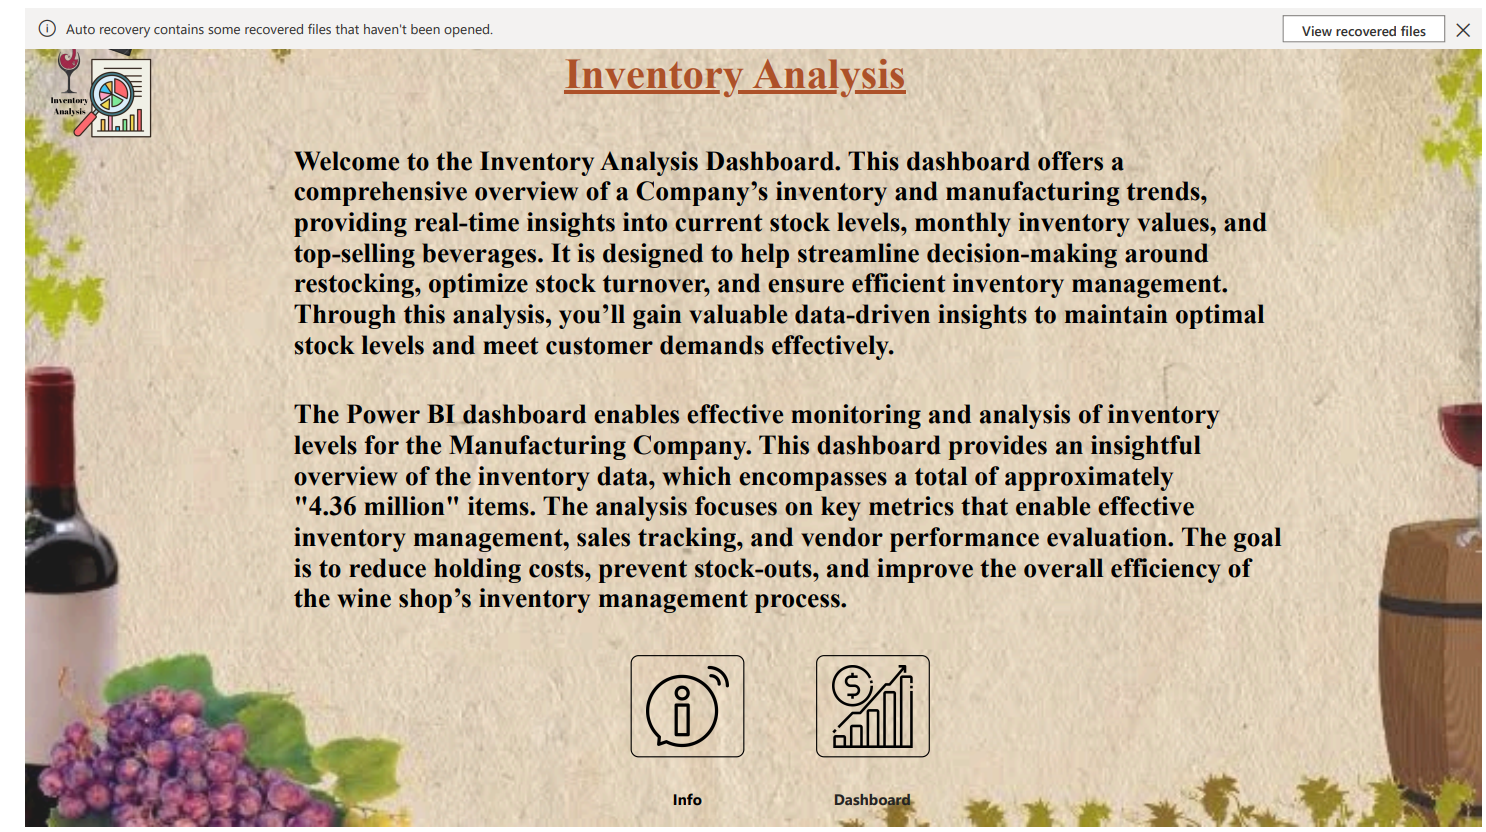 Auto recovery contains some recovered files that haven't been opened.
View recovered files
Inventory
Analysis
Inventory Analysis
Welcome to the Inventory Analysis Dashboard. This dashboard offers a
comprehensive overview of a Company’s inventory and manufacturing trends,
providing real-time insights into current stock levels, monthly inventory values, and
top-selling beverages. It is designed to help streamline decision-making around
restocking, optimize stock turnover, and ensure efficient inventory management.
Through this analysis, you’ll gain valuable data-driven insights to maintain optimal
stock levels and meet customer demands effectively.
The Power BI dashboard enables effective monitoring and analysis of inventory
levels for the Manufacturing Company. This dashboard provides an insightful
overview of the inventory data, which encompasses a total of approximately
"4.36 million" items. The analysis focuses on key metrics that enable effective
inventory management, sales tracking, and vendor performance evaluation. The goal
is to reduce holding costs, prevent stock-outs, and improve the overall efficiency of
the wine shop’s inventory management process.
Info
Dashboard